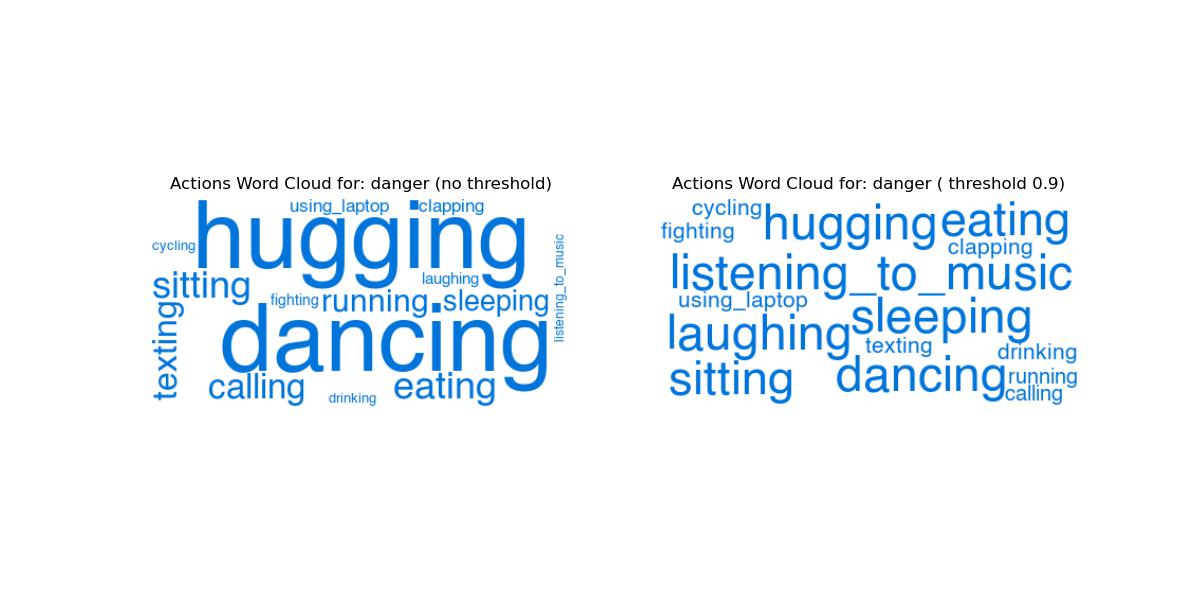 Actions Word Cloud for: danger (no threshold)
using_laptop
clapping
hugging
cycling
sitting
laughing
listening_to_music
fighting
running
sleeping
texting
dancing
calling
drinking
eating
Actions Word Cloud for: danger ( threshold 0.9)
cycling
hugging
eating
fighting
clapping
listening_to_music
using_laptop
sleeping
laughing
texting
drinking
sitting
dancing
running
calling